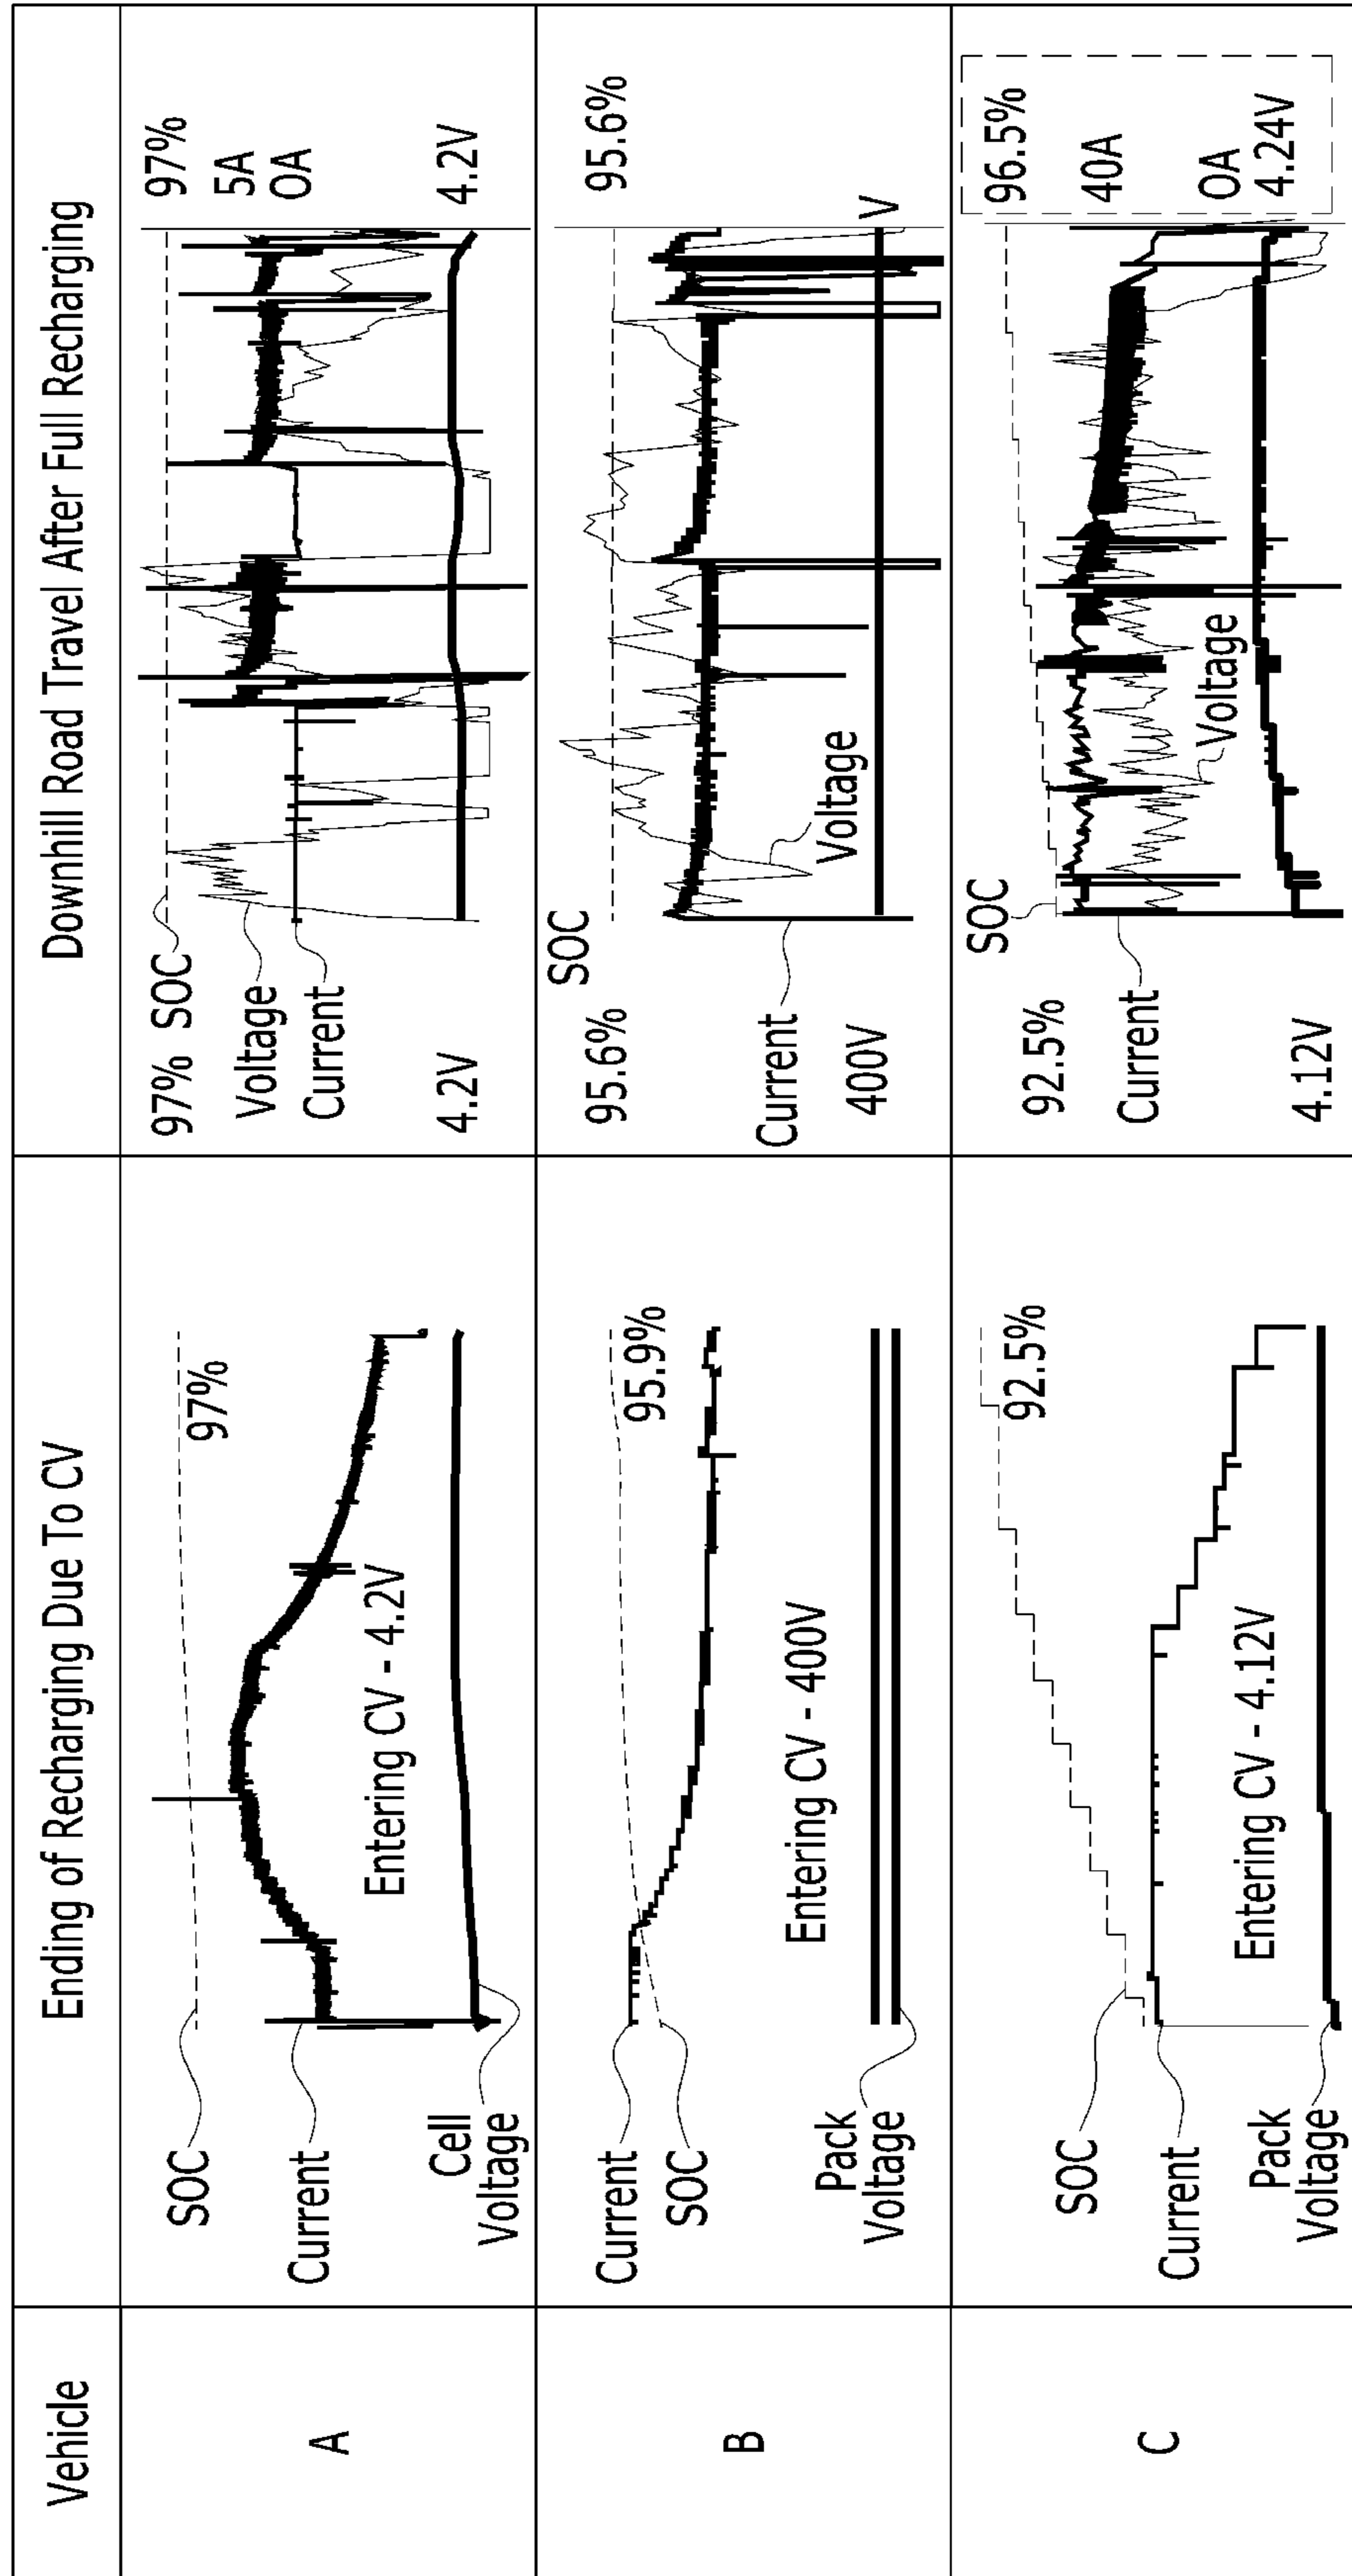 Vehicle
Ending of Recharging Due To CV
Downhill Road Travel After Full Recharging
A
SOC
Current
Cell
Voltage
97%
Entering CV - 4.2V
97% SOC
Voltage
Current
4.2V
97%
5A
OA
4.2V
B
Current
SOC
Pack
Voltage
95.9%
Entering CV - 400V
SOC
95.6%
Current
400V
Voltage
95.6%
V
C
SOC
Current
Pack
Voltage
92.5%
Entering CV - 4.12V
SOC
92.5%
Current
4.12V
Voltage
96.5%
40A
OA
4.24V